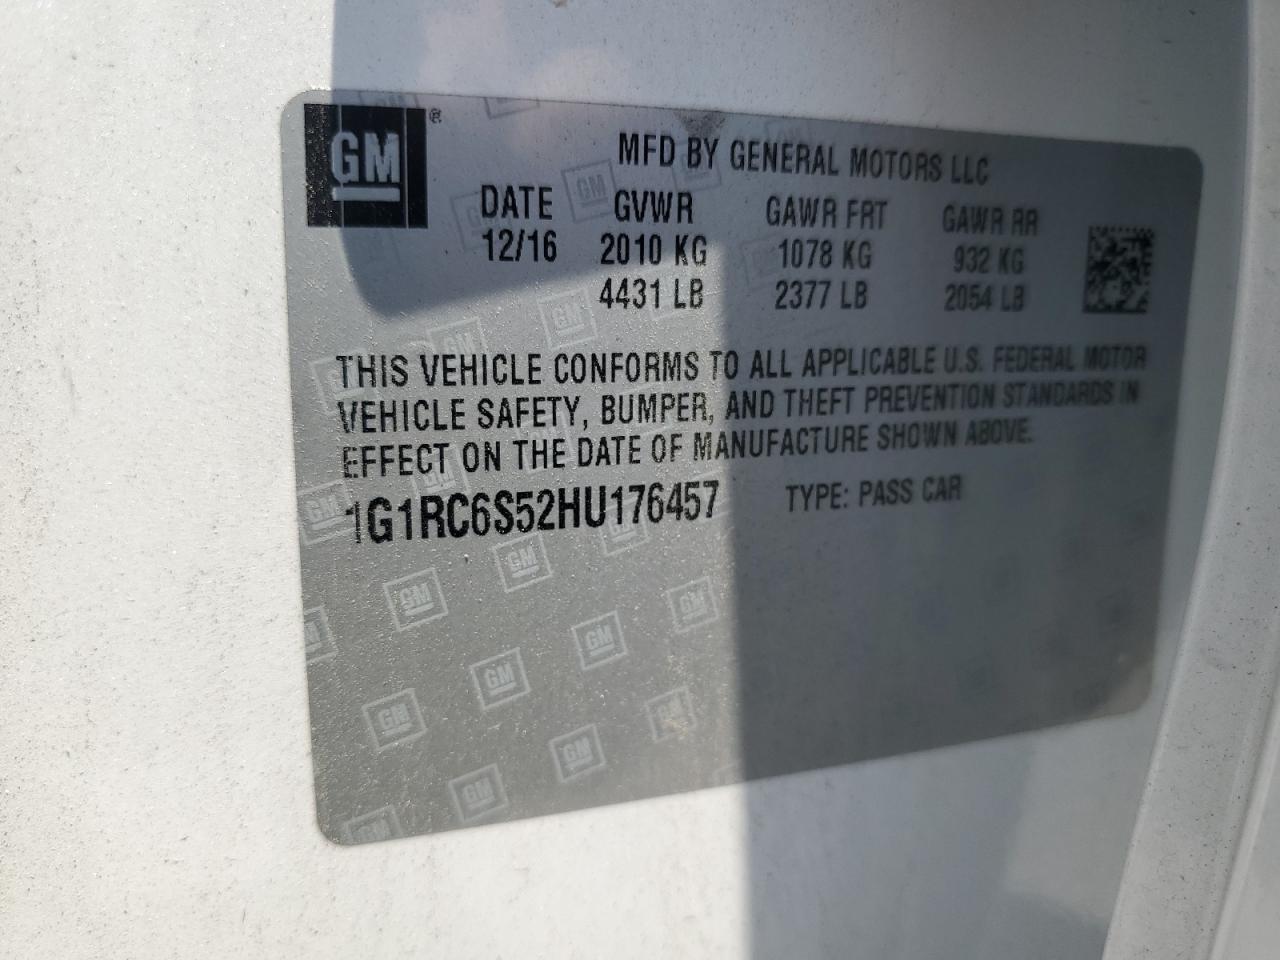 GM®
MFD BY GENERAL MOTORS LLC
DATE GVWR GAWR FRT GAWR RR
12/16 2010 KG 1078 KG 932 KG
4431 LB 2377 LB 2054 LB
THIS VEHICLE CONFORMS TO ALL APPLICABLE U.S. FEDERAL MOTOR
VEHICLE SAFETY, BUMPER, AND THEFT PREVENTION STANDARDS IN
EFFECT ON THE DATE OF MANUFACTURE SHOWN ABOVE.
1G1RC6S52HU176457 TYPE: PASS CAR